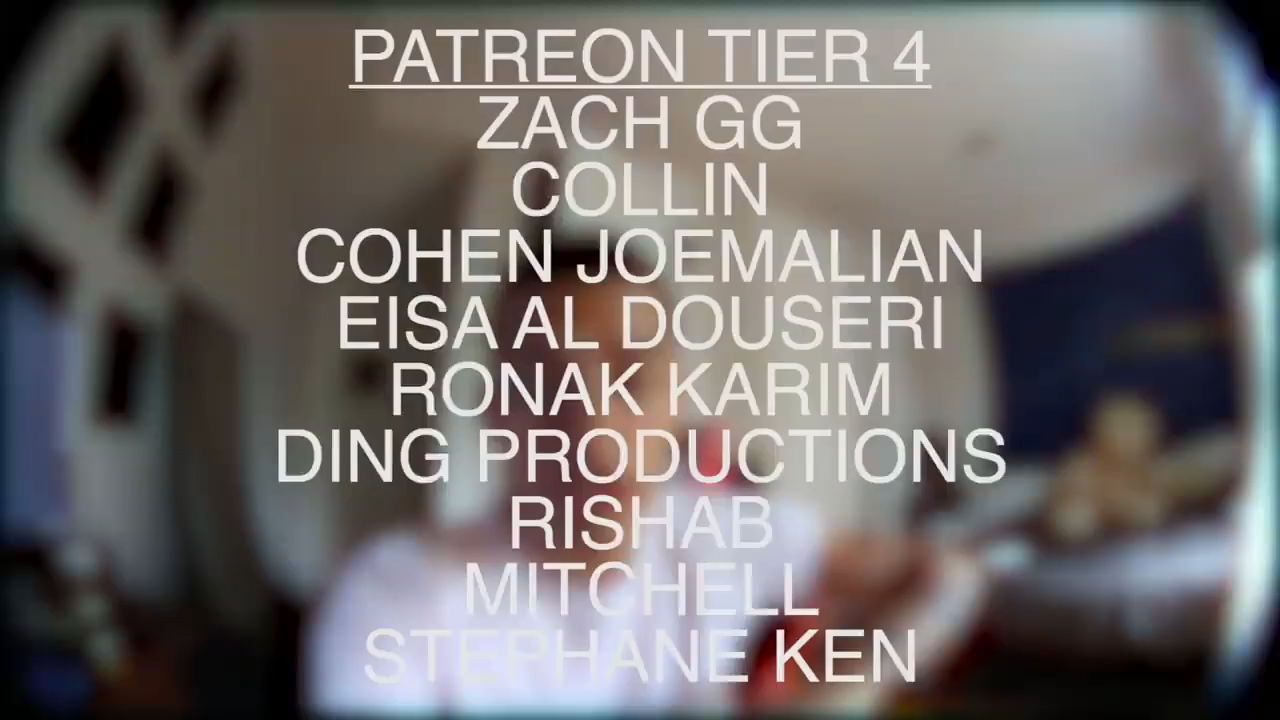 PATREON TIER 4
ZACH GG
COLLIN
COHEN JOEMALIAN
EISA AL DOUSERI
RONAK KARIM
DING PRODUCTIONS
RISHAB
MITCHELL
STEPHANE KEN